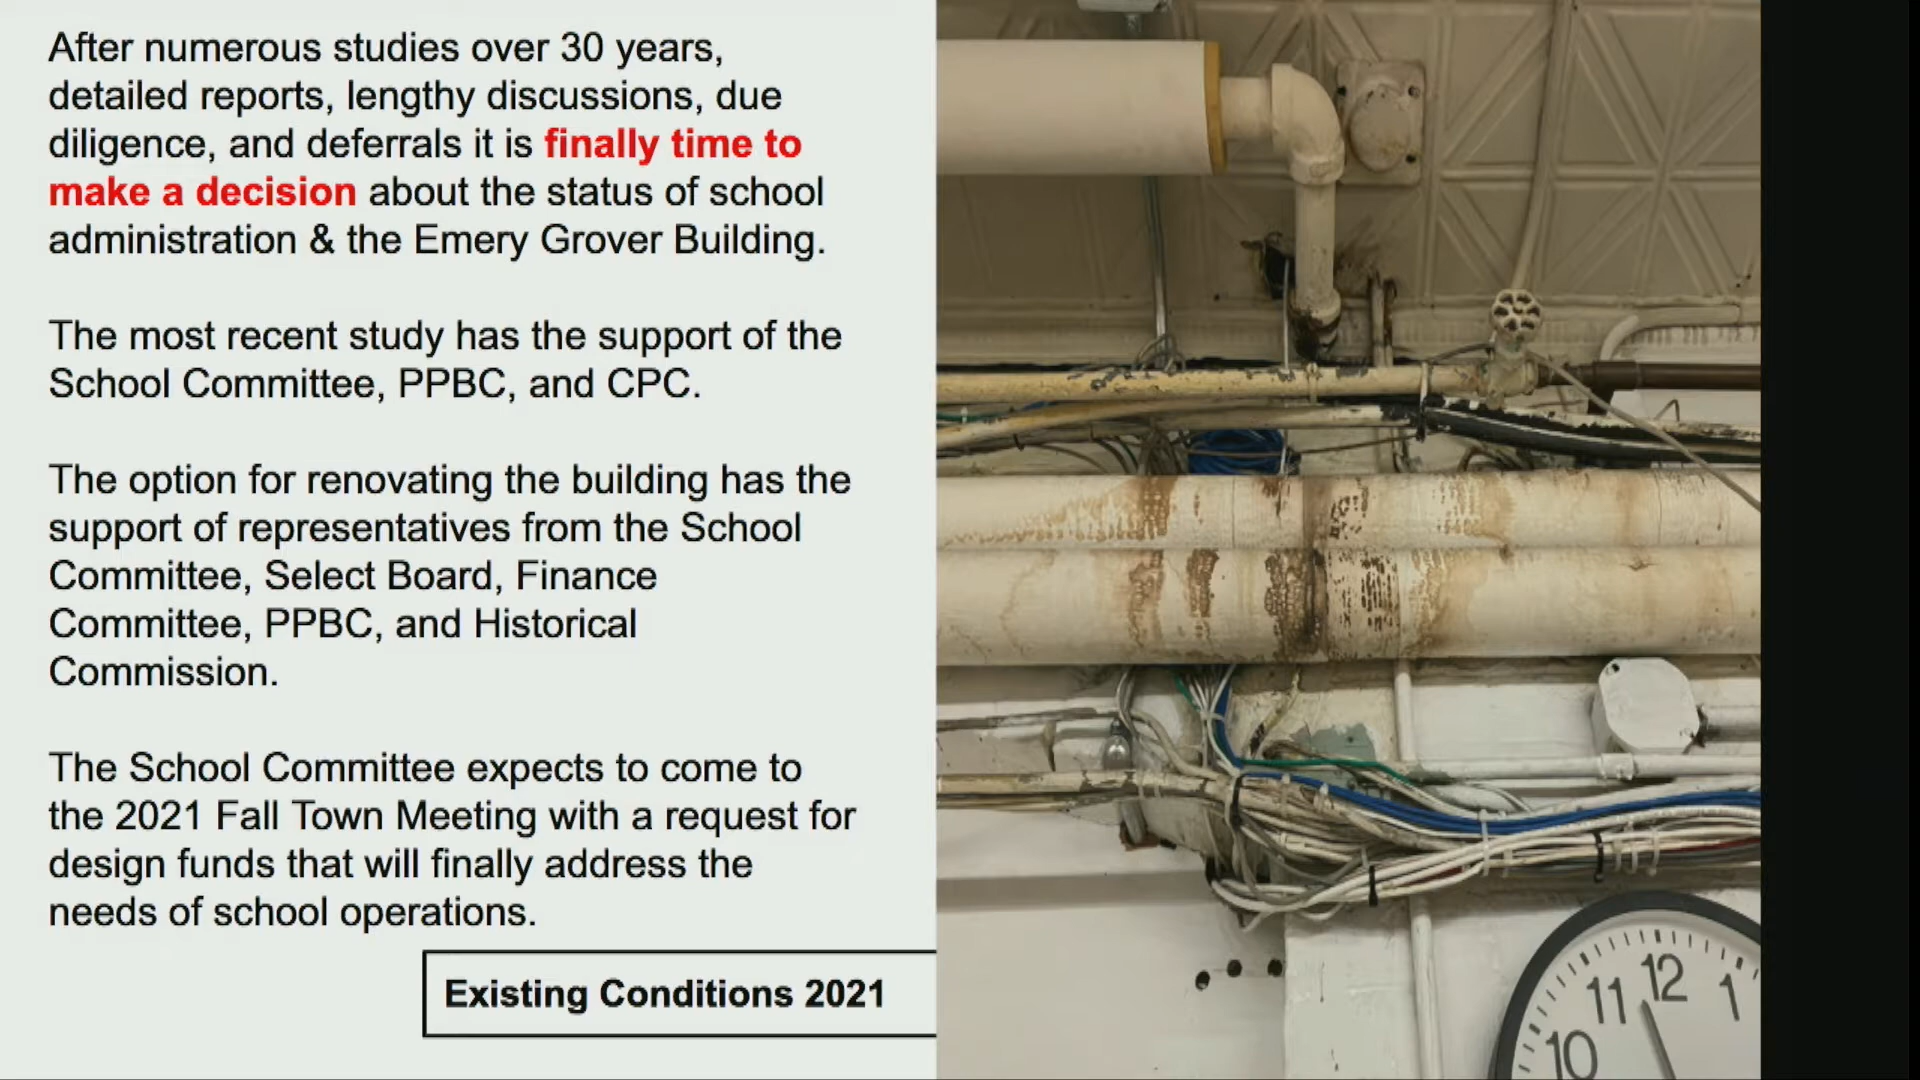 After numerous studies over 30 years,
detailed reports, lengthy discussions, due
diligence, and deferrals it is finally time to
make a decision about the status of school
administration & the Emery Grover Building.
The most recent study has the support of the
School Committee, PPBC, and CPC.
The option for renovating the building has the
support of representatives from the School
Committee, Select Board, Finance
Committee, PPBC, and Historical
Commission.
The School Committee expects to come to
the 2021 Fall Town Meeting with a request for
design funds that will finally address the
needs of school operations.
Existing Conditions 2021
12
11
1
10